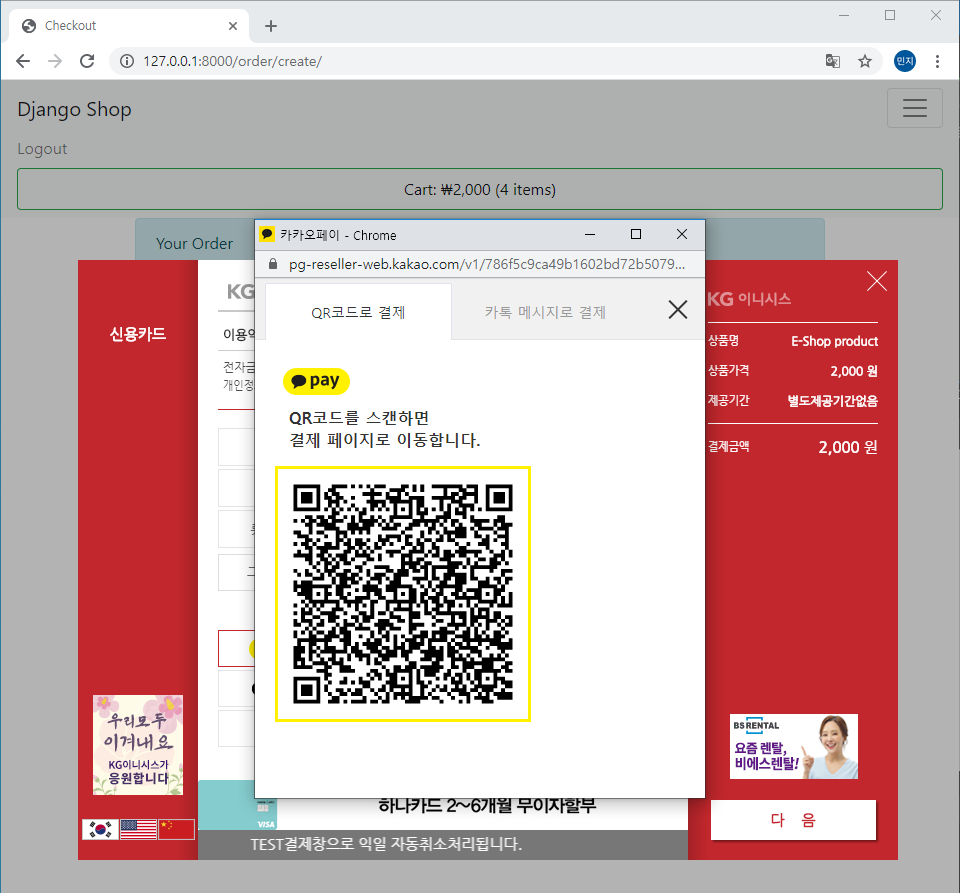 Checkout
127.0.0.1:8000/order/create/
민지
Django Shop
Logout
Cart: ₩2,000 (4 items)
Your Order
카카오페이 - Chrome
pg-reseller-web.kakao.com/v1/786f5c9ca49b1602bd72b5079...
QR코드로 결제
카톡 메시지로 결제
pay
QR코드를 스캔하면
결제 페이지로 이동합니다.
신용카드
KG
이용약
전자금
개인정
KG 이니시스
상품명 E-Shop product
상품가격 2,000 원
제공기간 별도제공기간없음
결제금액 2,000 원
우리모두
이겨내요
KG이니시스가
응원합니다
BS RENTAL
요즘 렌탈,
비에스렌탈!
VISA
하나카드 2~6개월 무이자할부
다 음
TEST결제창으로 익일 자동취소처리됩니다.